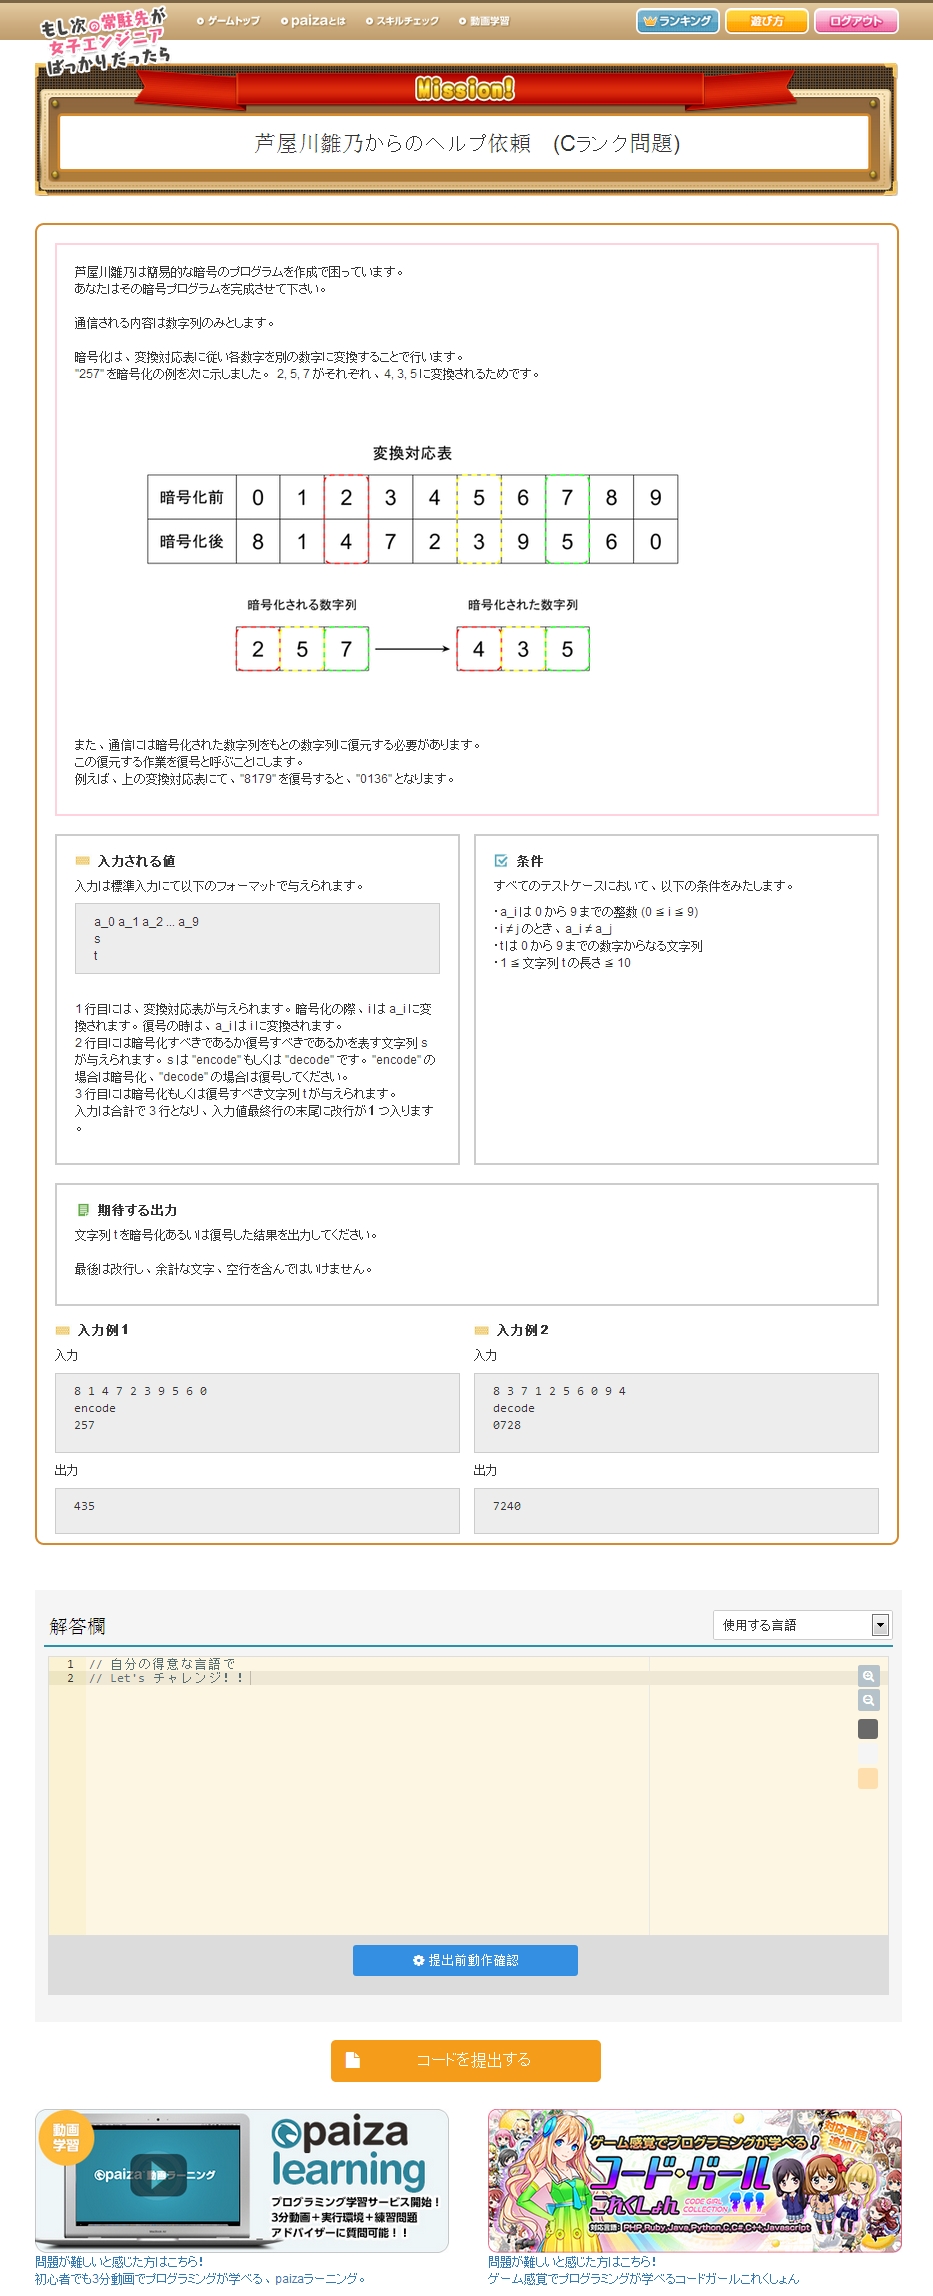 もし次の常駐先が
女子エンジニア
ばっかりだったら
ゲームトップ
paizaとは
スキルチェック
動画学習
ランキング
遊び方
ログアウト
Mission!
芦屋川雛乃からのヘルプ依頼　(Cランク問題)
芦屋川雛乃は簡易的な暗号のプログラムを作成で困っています。
あなたはその暗号プログラムを完成させて下さい。
通信される内容は数字列のみとします。
暗号化は、変換対応表に従い各数字を別の数字に変換することで行います。
"257" を暗号化の例を次に示しました。 2, 5, 7 がそれぞれ、4, 3, 5 に変換されるためです。
変換対応表
暗号化前 0 1 2 3 4 5 6 7 8 9
暗号化後 8 1 4 7 2 3 9 5 6 0
暗号化される数字列
暗号化された数字列
2 5 7
4 3 5
また、通信には暗号化された数字列をもとの数字列に復元する必要があります。
この復元する作業を復号と呼ぶことにします。
例えば、上の変換対応表にて、"8179" を復号すると、"0136" となります。
入力される値
入力は標準入力にて以下のフォーマットで与えられます。
a_0 a_1 a_2 ... a_9
s
t
1 行目には、変換対応表が与えられます。暗号化の際、i は a_i に変
換されます。復号の時は、a_i は i に変換されます。
2 行目には暗号化すべきであるか復号すべきであるかを表す文字列 s
が与えられます。s は "encode" もしくは "decode" です。"encode" の
場合は暗号化、"decode" の場合は復号してください。
3 行目には暗号化もしくは復号すべき文字列 t が与えられます。
入力は合計で 3 行となり、入力値最終行の末尾に改行が 1 つ入ります
。
条件
すべてのテストケースにおいて、以下の条件をみたします。
・a_i は 0 から 9 までの整数 (0 ≤ i ≤ 9)
・i ≠ j のとき、a_i ≠ a_j
・t は 0 から 9 までの数字からなる文字列
・1 ≤ 文字列 t の長さ ≤ 10
期待する出力
文字列 t を暗号化あるいは復号した結果を出力してください。
最後は改行し、余計な文字、空行を含んではいけません。
入力例1
入力
8 1 4 7 2 3 9 5 6 0
encode
257
出力
435
入力例2
入力
8 3 7 1 2 5 6 0 9 4
decode
0728
出力
7240
解答欄
使用する言語
1 // 自分の得意な言語で
2 // Let's チャレンジ！！
提出前動作確認
コードを提出する
動画
学習
paiza 動画ラーニング
paiza
learning
プログラミング学習サービス開始！
3分動画＋実行環境＋練習問題
アドバイザーに質問可能！！
問題が難しいと感じた方はこちら！
初心者でも3分動画でプログラミングが学べる、paizaラーニング。
ゲーム感覚でプログラミングが学べる！
対応言語
追加！
コード・ガール
これくしょん
CODE GIRL
COLLECTION
対応言語：PHP,Ruby,Java,Python,C,C#,C++,Javascript
問題が難しいと感じた方はこちら！
ゲーム感覚でプログラミングが学べるコードガールこれくしょん